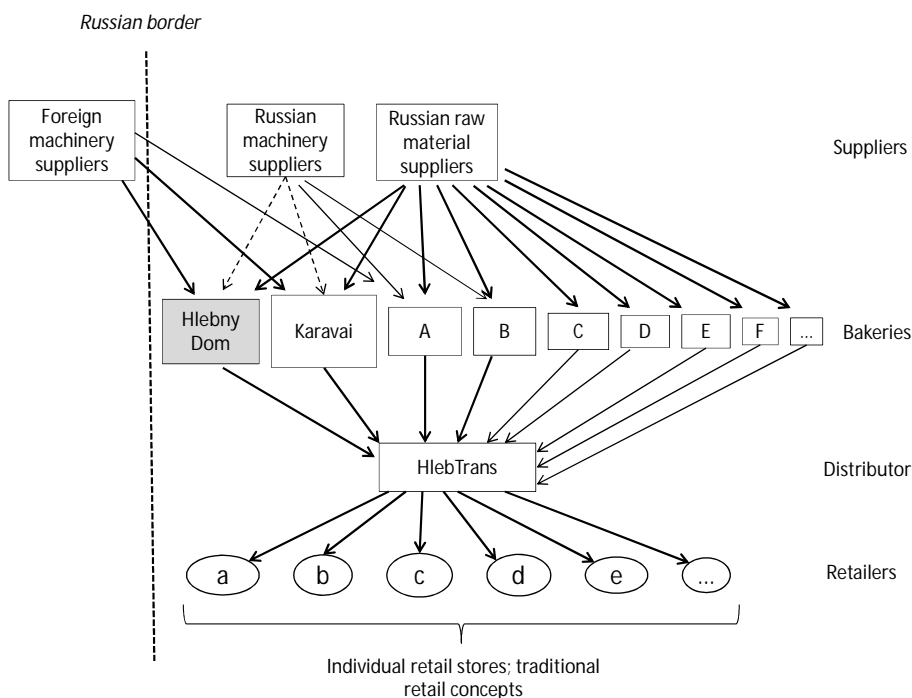 Russian border
Foreign
machinery
suppliers
Russian
machinery
suppliers
Russian raw
material
suppliers
Suppliers
Hlebny
Dom
Karavai
A
B
C
D
E
F
...
Bakeries
HlebTrans
Distributor
a
b
c
d
e
...
Retailers
Individual retail stores; traditional
retail concepts